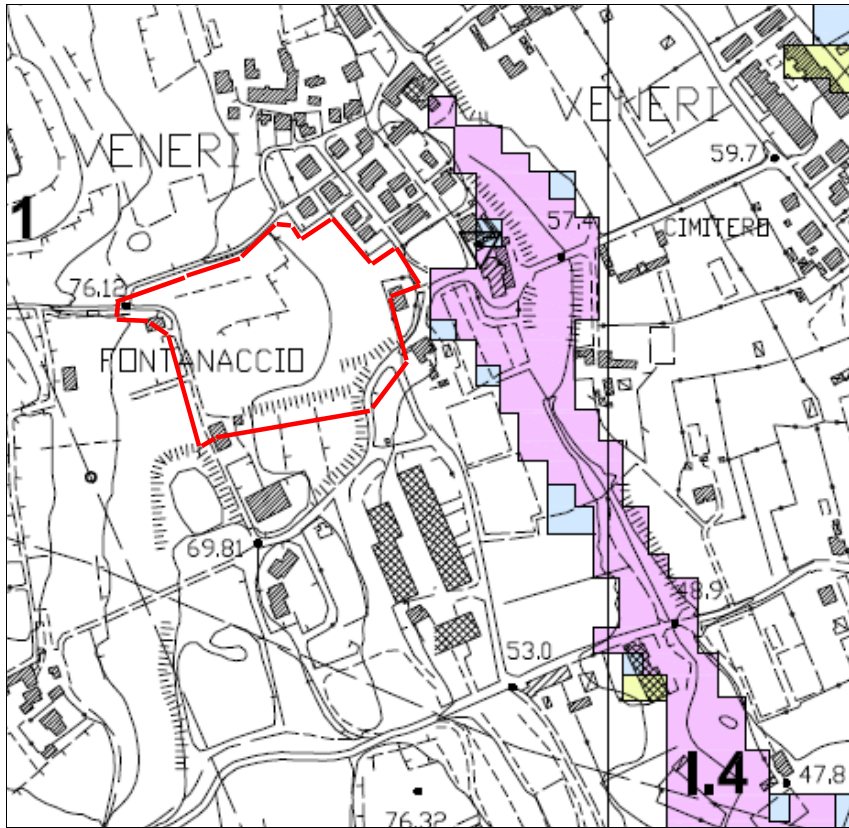 VENERI
VENERI
59.7
1
57.4
CIMITERO
76.12
FONTANACCIO
69.81
48.9
53.0
I.4
47.8
76.32